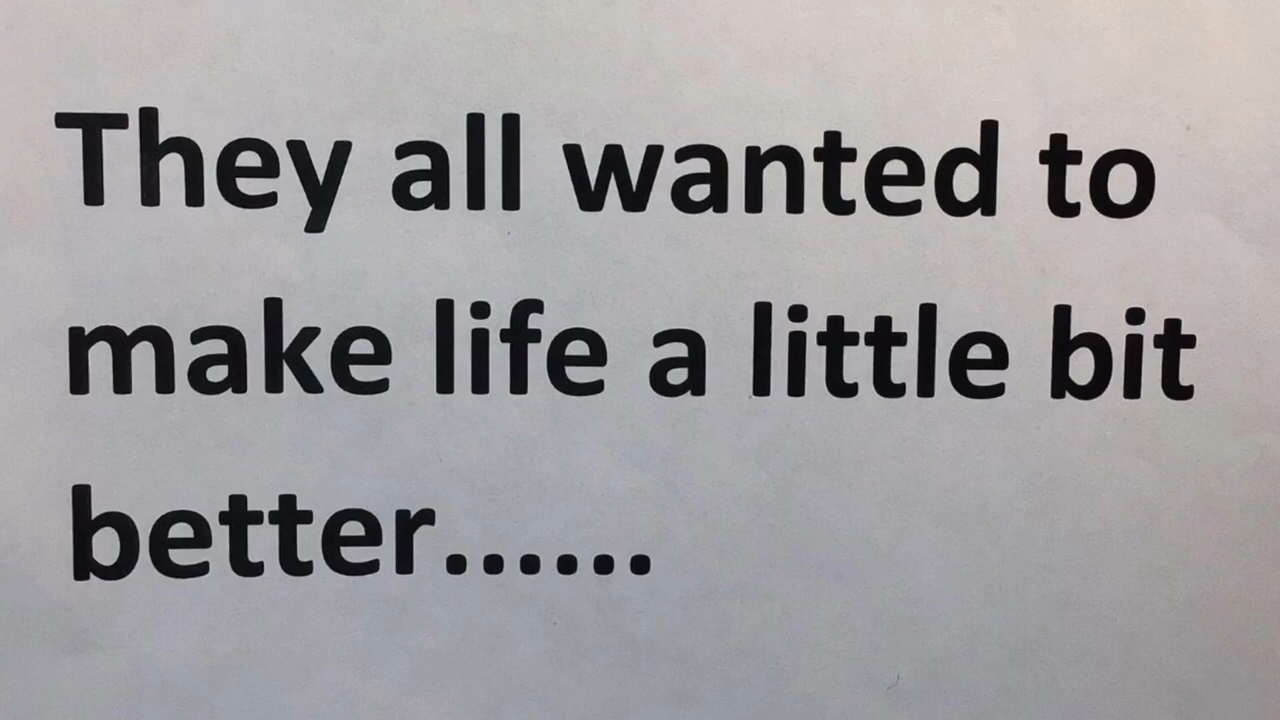 They all wanted to
make life a little bit
better......